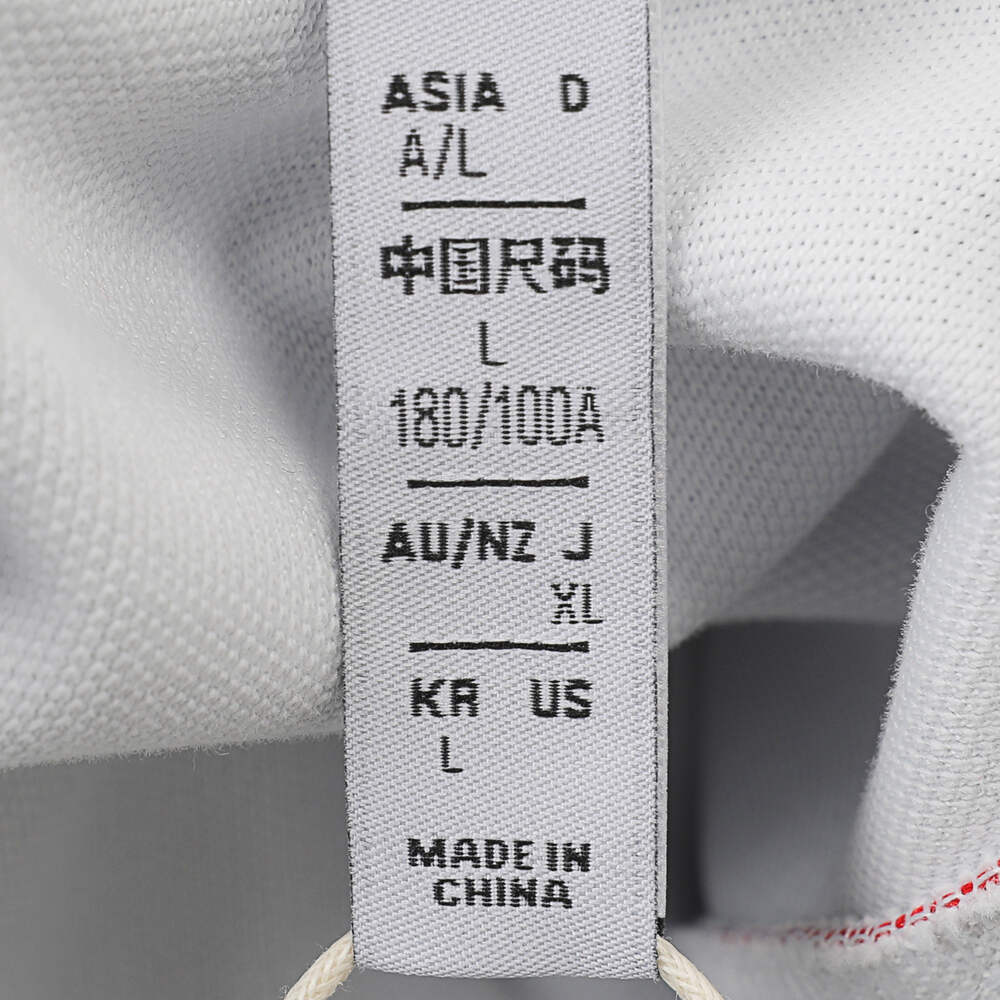 ASIA D
A/L
中国尺码
L
180/100A
AU/NZ J
XL
KR US
L
MADE IN
CHINA